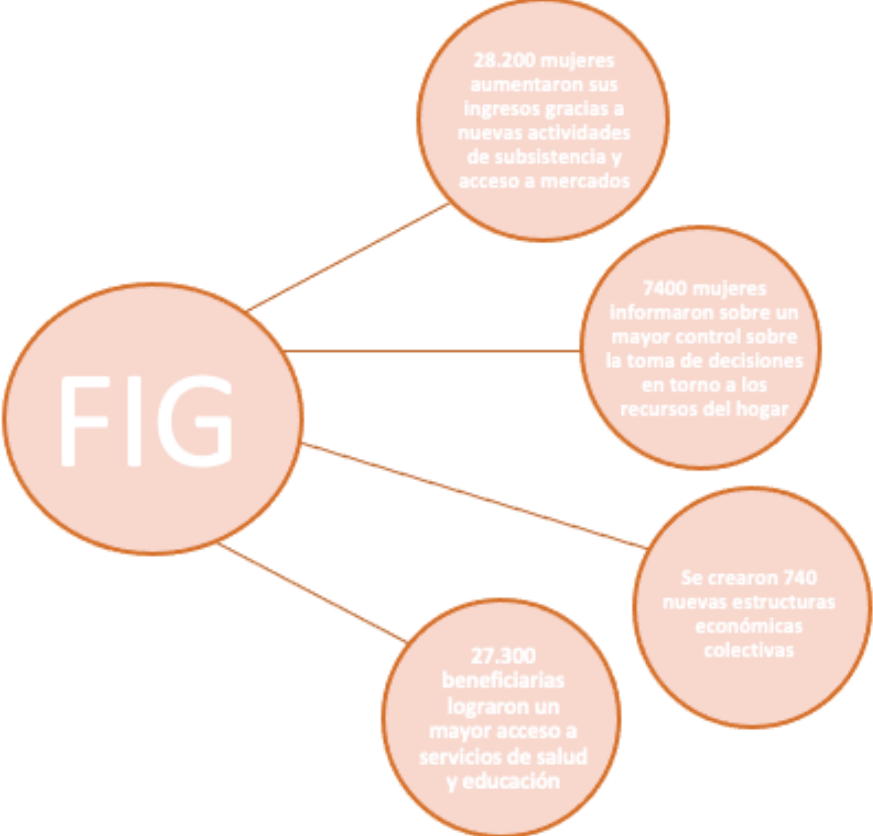 FIG
28.200 mujeres
aumentaron sus
ingresos gracias a
nuevas actividades
de subsistencia y
acceso a mercados
7400 mujeres
informaron sobre un
mayor control sobre
la toma de decisiones
en torno a los
recursos del hogar
Se crearon 740
nuevas estructuras
económicas
colectivas
27.300
beneficiarias
lograron un
mayor acceso a
servicios de salud
y educación